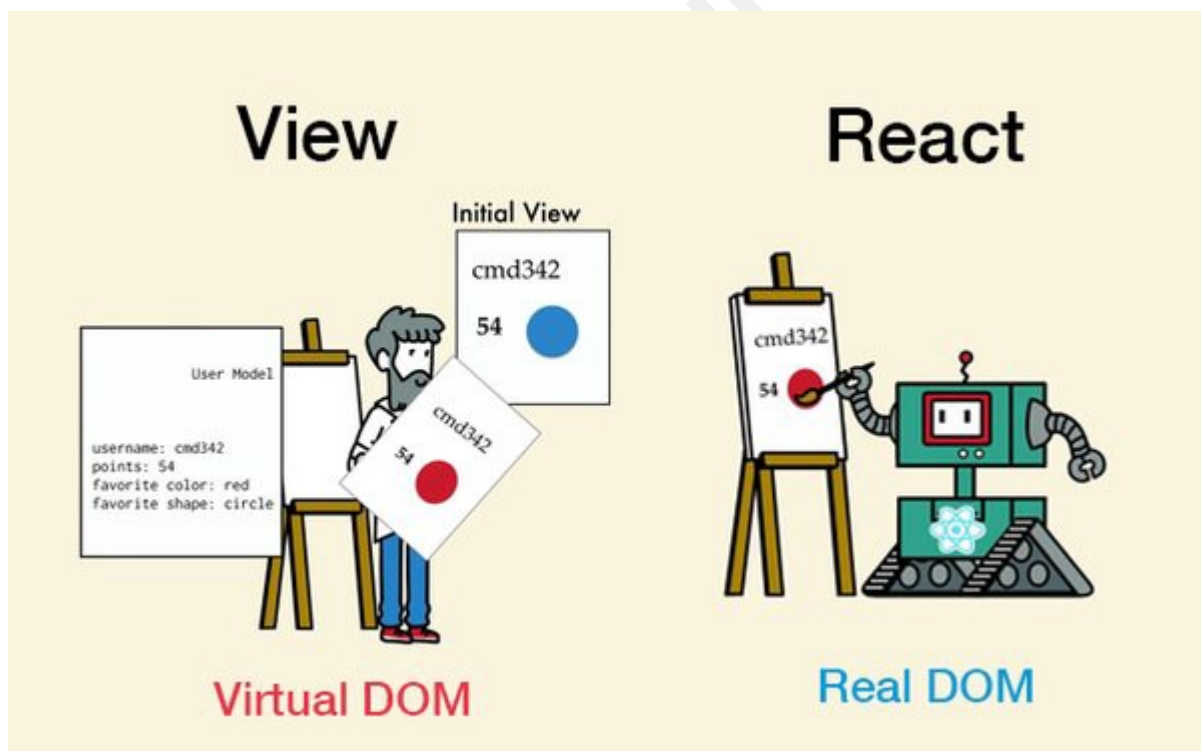 View
React
Initial View
cmd342
54
User Model
username: cmd342
points: 54
favorite color: red
favorite shape: circle
cmd342
54
cmd342
54
Virtual DOM
Real DOM